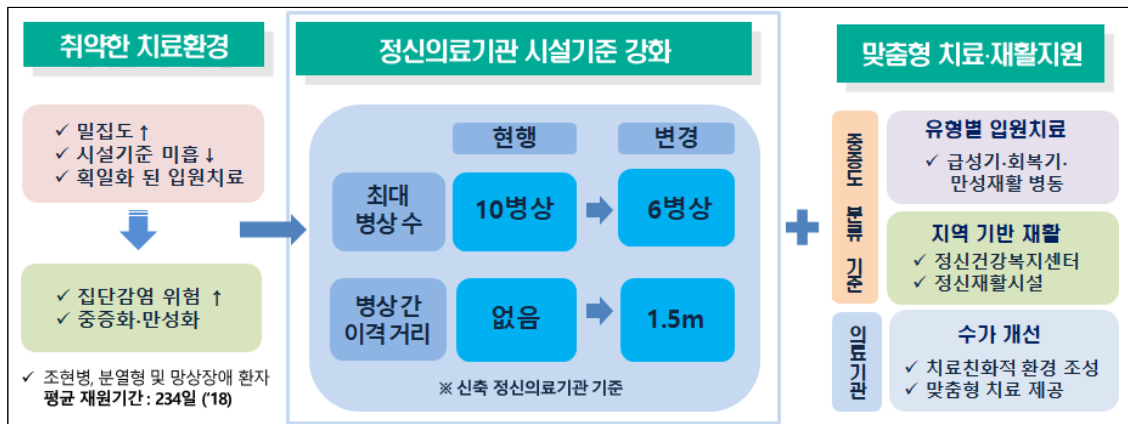 취약한 치료환경
✓ 밀집도 ↑
✓ 시설기준 미흡 ↓
✓ 획일화 된 입원치료
✓ 집단감염 위험 ↑
✓ 중증화·만성화
✓ 조현병, 분열형 및 망상장애 환자
평균 재원기간 : 234일 ('18)
정신의료기관 시설기준 강화
현행
변경
최대
병상 수
10병상
6병상
병상 간
이격 거리
없음
1.5m
※ 신축 정신의료기관 기준
맞춤형 치료·재활지원
중증도 분류 기준
유형별 입원치료
✓ 급성기·회복기·
만성재활 병동
지역 기반 재활
✓ 정신건강복지센터
✓ 정신재활시설
의료기관
수가 개선
✓ 치료친화적 환경 조성
✓ 맞춤형 치료 제공